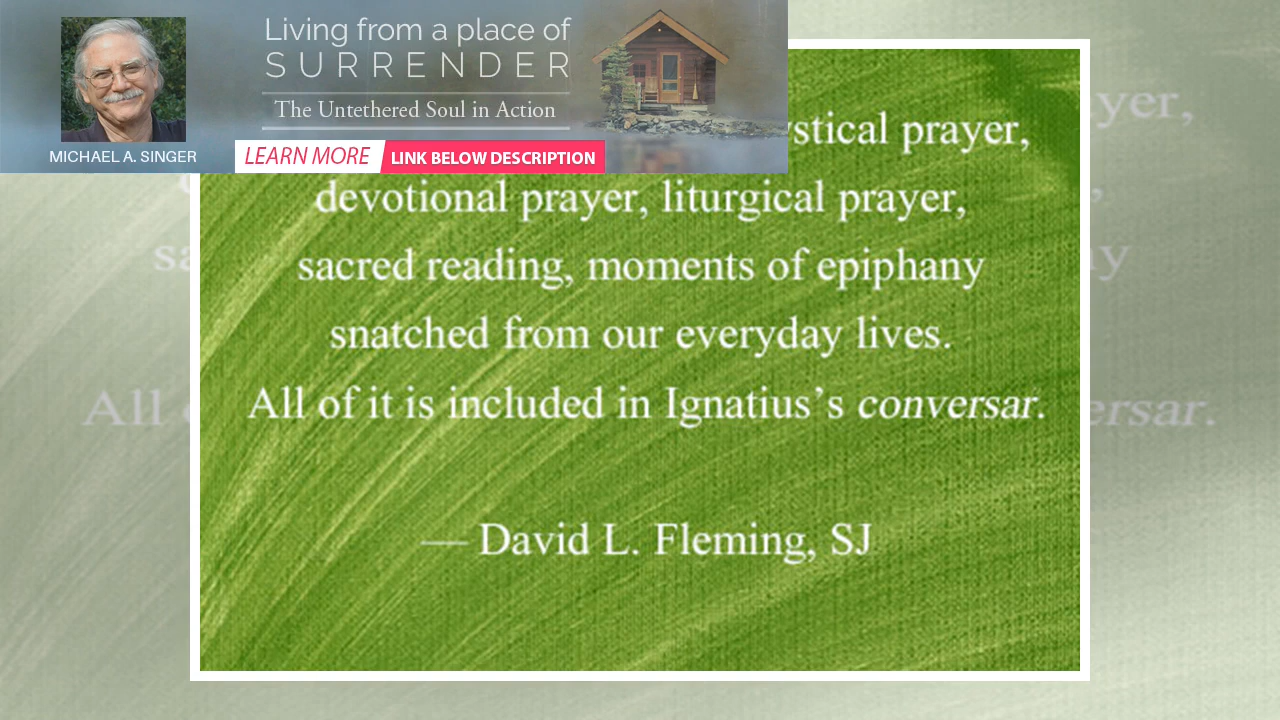 Living from a place of
SURRENDER
The Untethered Soul in Action
MICHAEL A. SINGER
LEARN MORE LINK BELOW DESCRIPTION
prayer,
devotional prayer, liturgical prayer,
sacred reading, moments of epiphany
snatched from our everyday lives.
All of it is included in Ignatius’s conversar.
— David L. Fleming, SJ